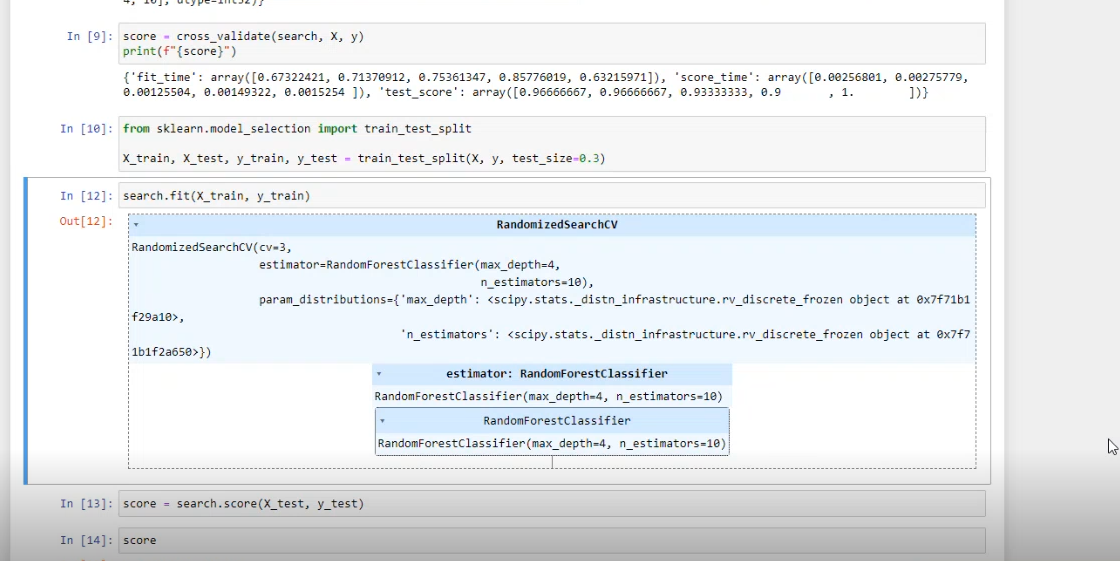 4, 10], dtype=int32)}
In [9]: score = cross_validate(search, X, y)
print(f"{score}")
{'fit_time': array([0.67322421, 0.71370912, 0.75361347, 0.85776019, 0.63215971]), 'score_time': array([0.00256801, 0.00275779,
0.00125504, 0.00149322, 0.0015254 ]), 'test_score': array([0.96666667, 0.96666667, 0.93333333, 0.9       , 1.        ])}
In [10]: from sklearn.model_selection import train_test_split
X_train, X_test, y_train, y_test = train_test_split(X, y, test_size=0.3)
In [12]: search.fit(X_train, y_train)
Out[12]:
RandomizedSearchCV
RandomizedSearchCV(cv=3,
estimator=RandomForestClassifier(max_depth=4,
n_estimators=10),
param_distributions={'max_depth': <scipy.stats._distn_infrastructure.rv_discrete_frozen object at 0x7f71b1
f29a10>,
'n_estimators': <scipy.stats._distn_infrastructure.rv_discrete_frozen object at 0x7f7
1b1f2a650>})
estimator: RandomForestClassifier
RandomForestClassifier(max_depth=4, n_estimators=10)
RandomForestClassifier
RandomForestClassifier(max_depth=4, n_estimators=10)
In [13]: score = search.score(X_test, y_test)
In [14]: score